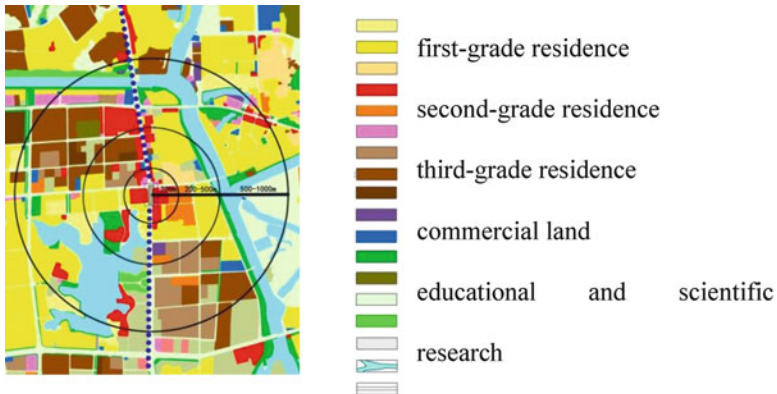 first-grade residence
second-grade residence
200-500m 500-1000m
third-grade residence
commercial land
educational and scientific
research